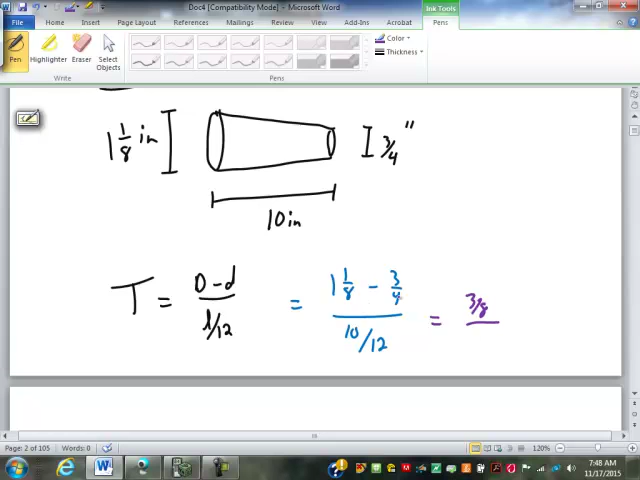 Doc4 [Compatibility Mode] - Microsoft Word
Ink Tools
File Home Insert Page Layout References Mailings Review View Add-Ins Acrobat Pens
Pen Highlighter Eraser Select Objects
Color
Thickness
Write
Pens
1 1/8 in
3/4 "
10 in
T = D - d / l/12 = 1 1/8 - 3/4 / 10/12 = 3/8
Page: 2 of 105 Words: 0
120%
7:48 AM
11/17/2015